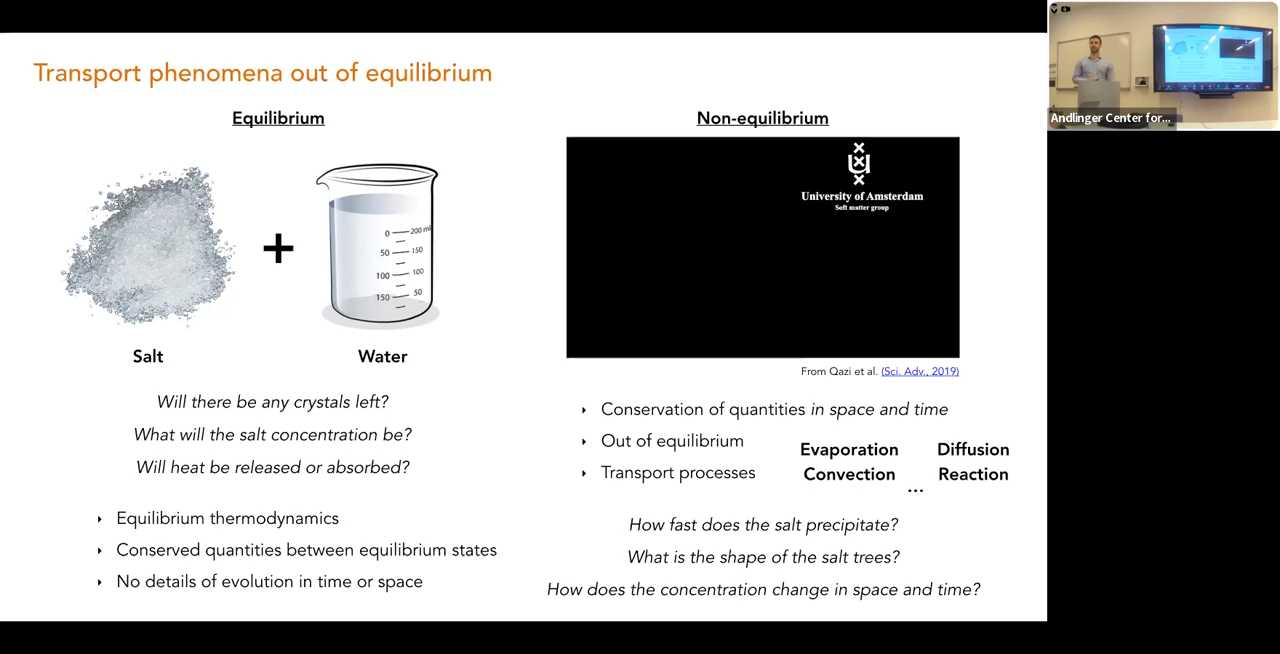 Transport phenomena out of equilibrium
Equilibrium
Non-equilibrium
University of Amsterdam
Soft matter group
0 200 ml
50 150
100 100
150 50
Salt
Water
From Qazi et al. (Sci. Adv., 2019)
Will there be any crystals left?
What will the salt concentration be?
Will heat be released or absorbed?
Equilibrium thermodynamics
Conserved quantities between equilibrium states
No details of evolution in time or space
Conservation of quantities in space and time
Out of equilibrium
Transport processes
Evaporation Diffusion
Convection Reaction
...
How fast does the salt precipitate?
What is the shape of the salt trees?
How does the concentration change in space and time?
Andlinger Center for...